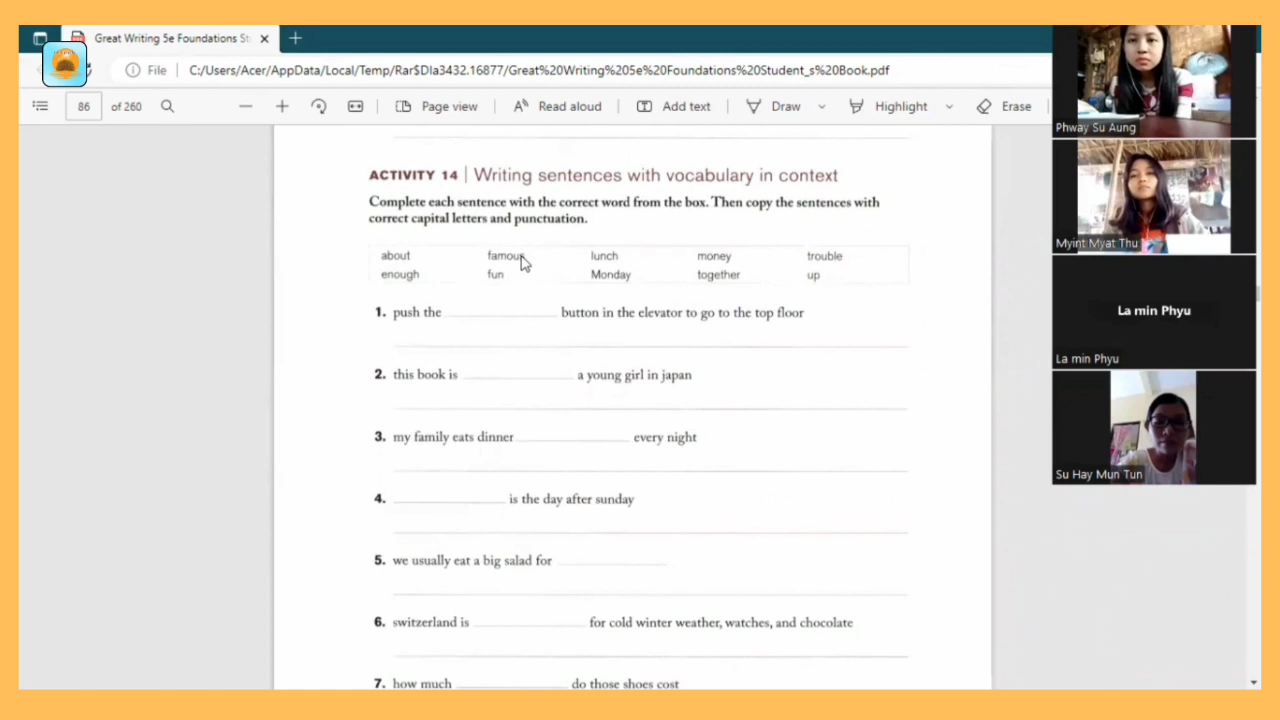 Great Writing 5e Foundations St
File C:/Users/Acer/AppData/Local/Temp/Rar$DIa3432.16877/Great%20Writing%205e%20Foundations%20Student_s%20Book.pdf
86 of 260 Page view Read aloud Add text Draw Highlight Erase
Phway Su Aung
ACTIVITY 14 | Writing sentences with vocabulary in context
Complete each sentence with the correct word from the box. Then copy the sentences with
correct capital letters and punctuation.
about famous lunch money trouble
enough fun Monday together up
1. push the button in the elevator to go to the top floor
2. this book is a young girl in japan
3. my family eats dinner every night
4. is the day after sunday
5. we usually eat a big salad for
6. switzerland is for cold winter weather, watches, and chocolate
7. how much do those shoes cost
Myint Myat Thu
La min Phyu
La min Phyu
Su Hay Mun Tun